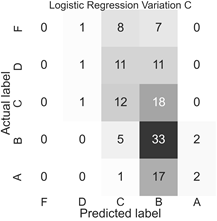 Logistic Regression Variation C
Actual label
F 0 1 8 7 0
D 0 1 11 11 0
C 0 1 12 18 0
B 0 0 5 33 2
A 0 0 1 17 2
F D C B A
Predicted label